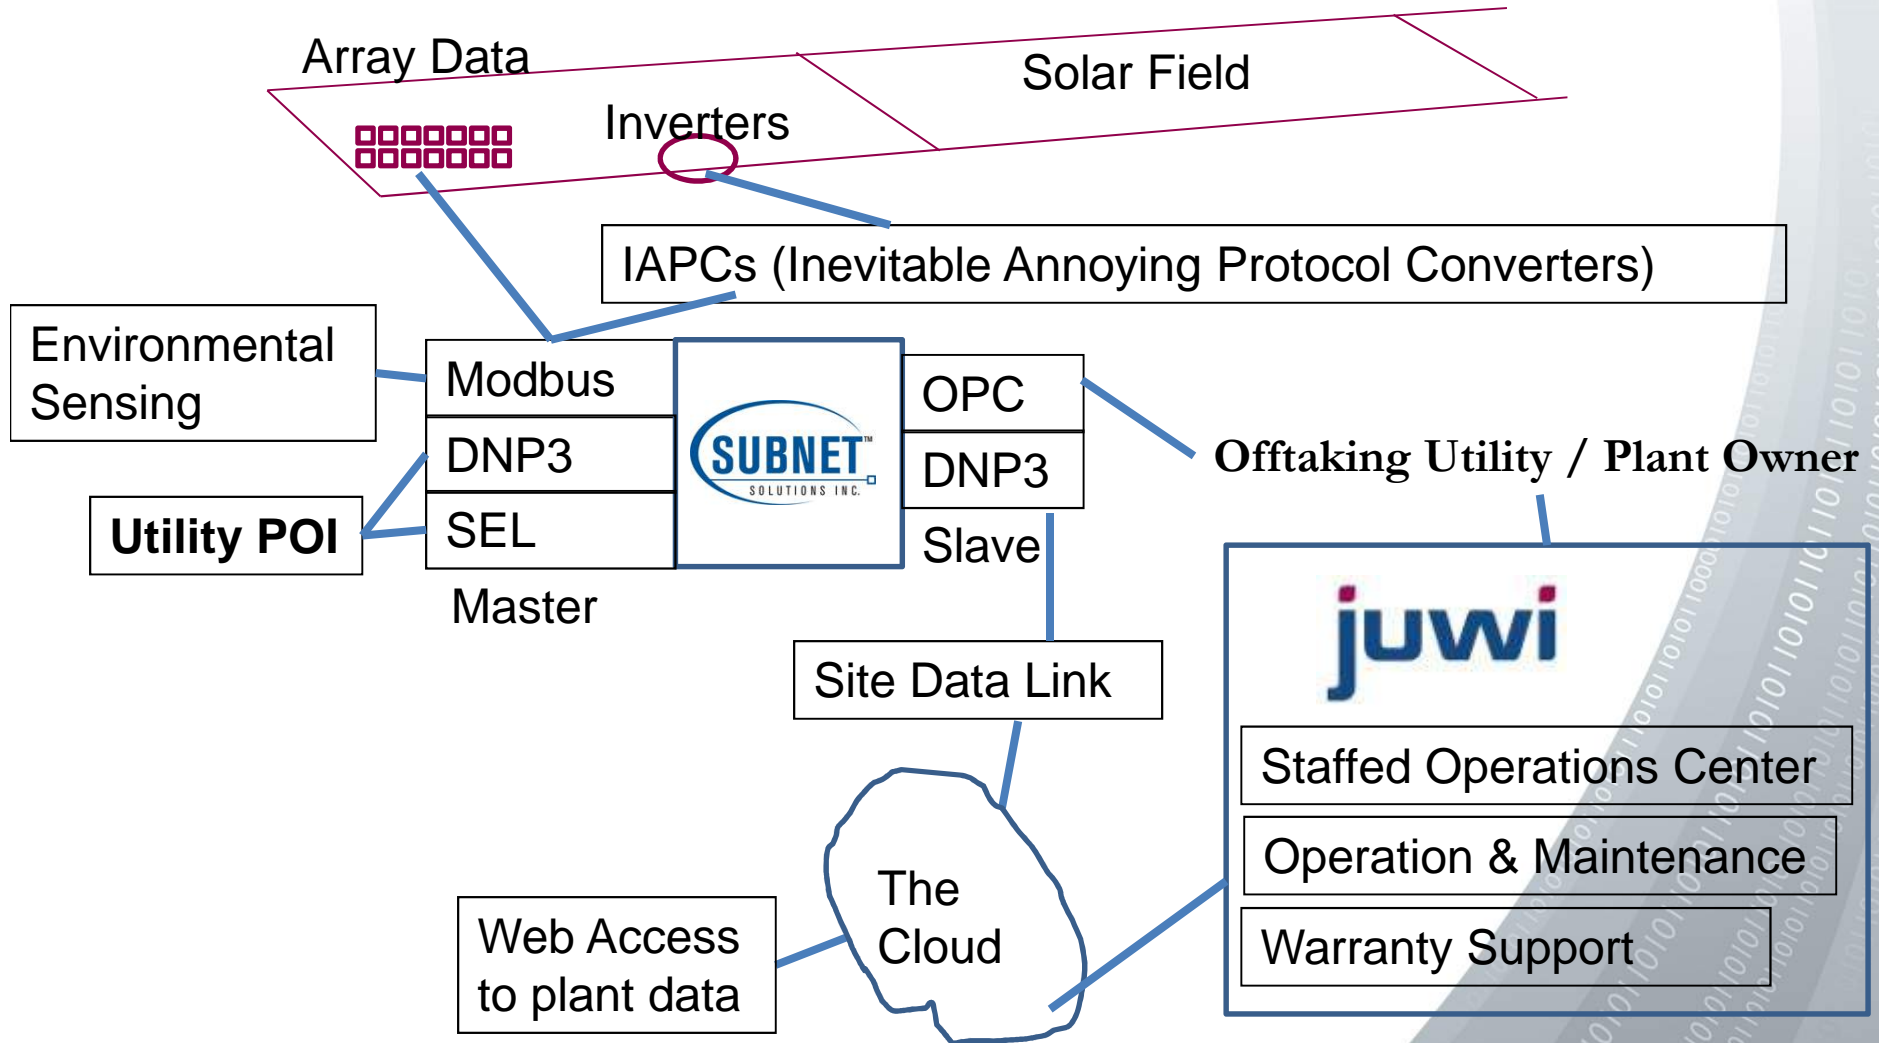 Array Data
Solar Field
Inverters
IAPCs (Inevitable Annoying Protocol Converters)
Environmental
Sensing
Modbus
DNP3
SEL
Master
Utility POI
SUBNET™
SOLUTIONS INC.
OPC
DNP3
Slave
Offtaking Utility / Plant Owner
Site Data Link
juwi
Staffed Operations Center
Operation & Maintenance
Warranty Support
The
Cloud
Web Access
to plant data